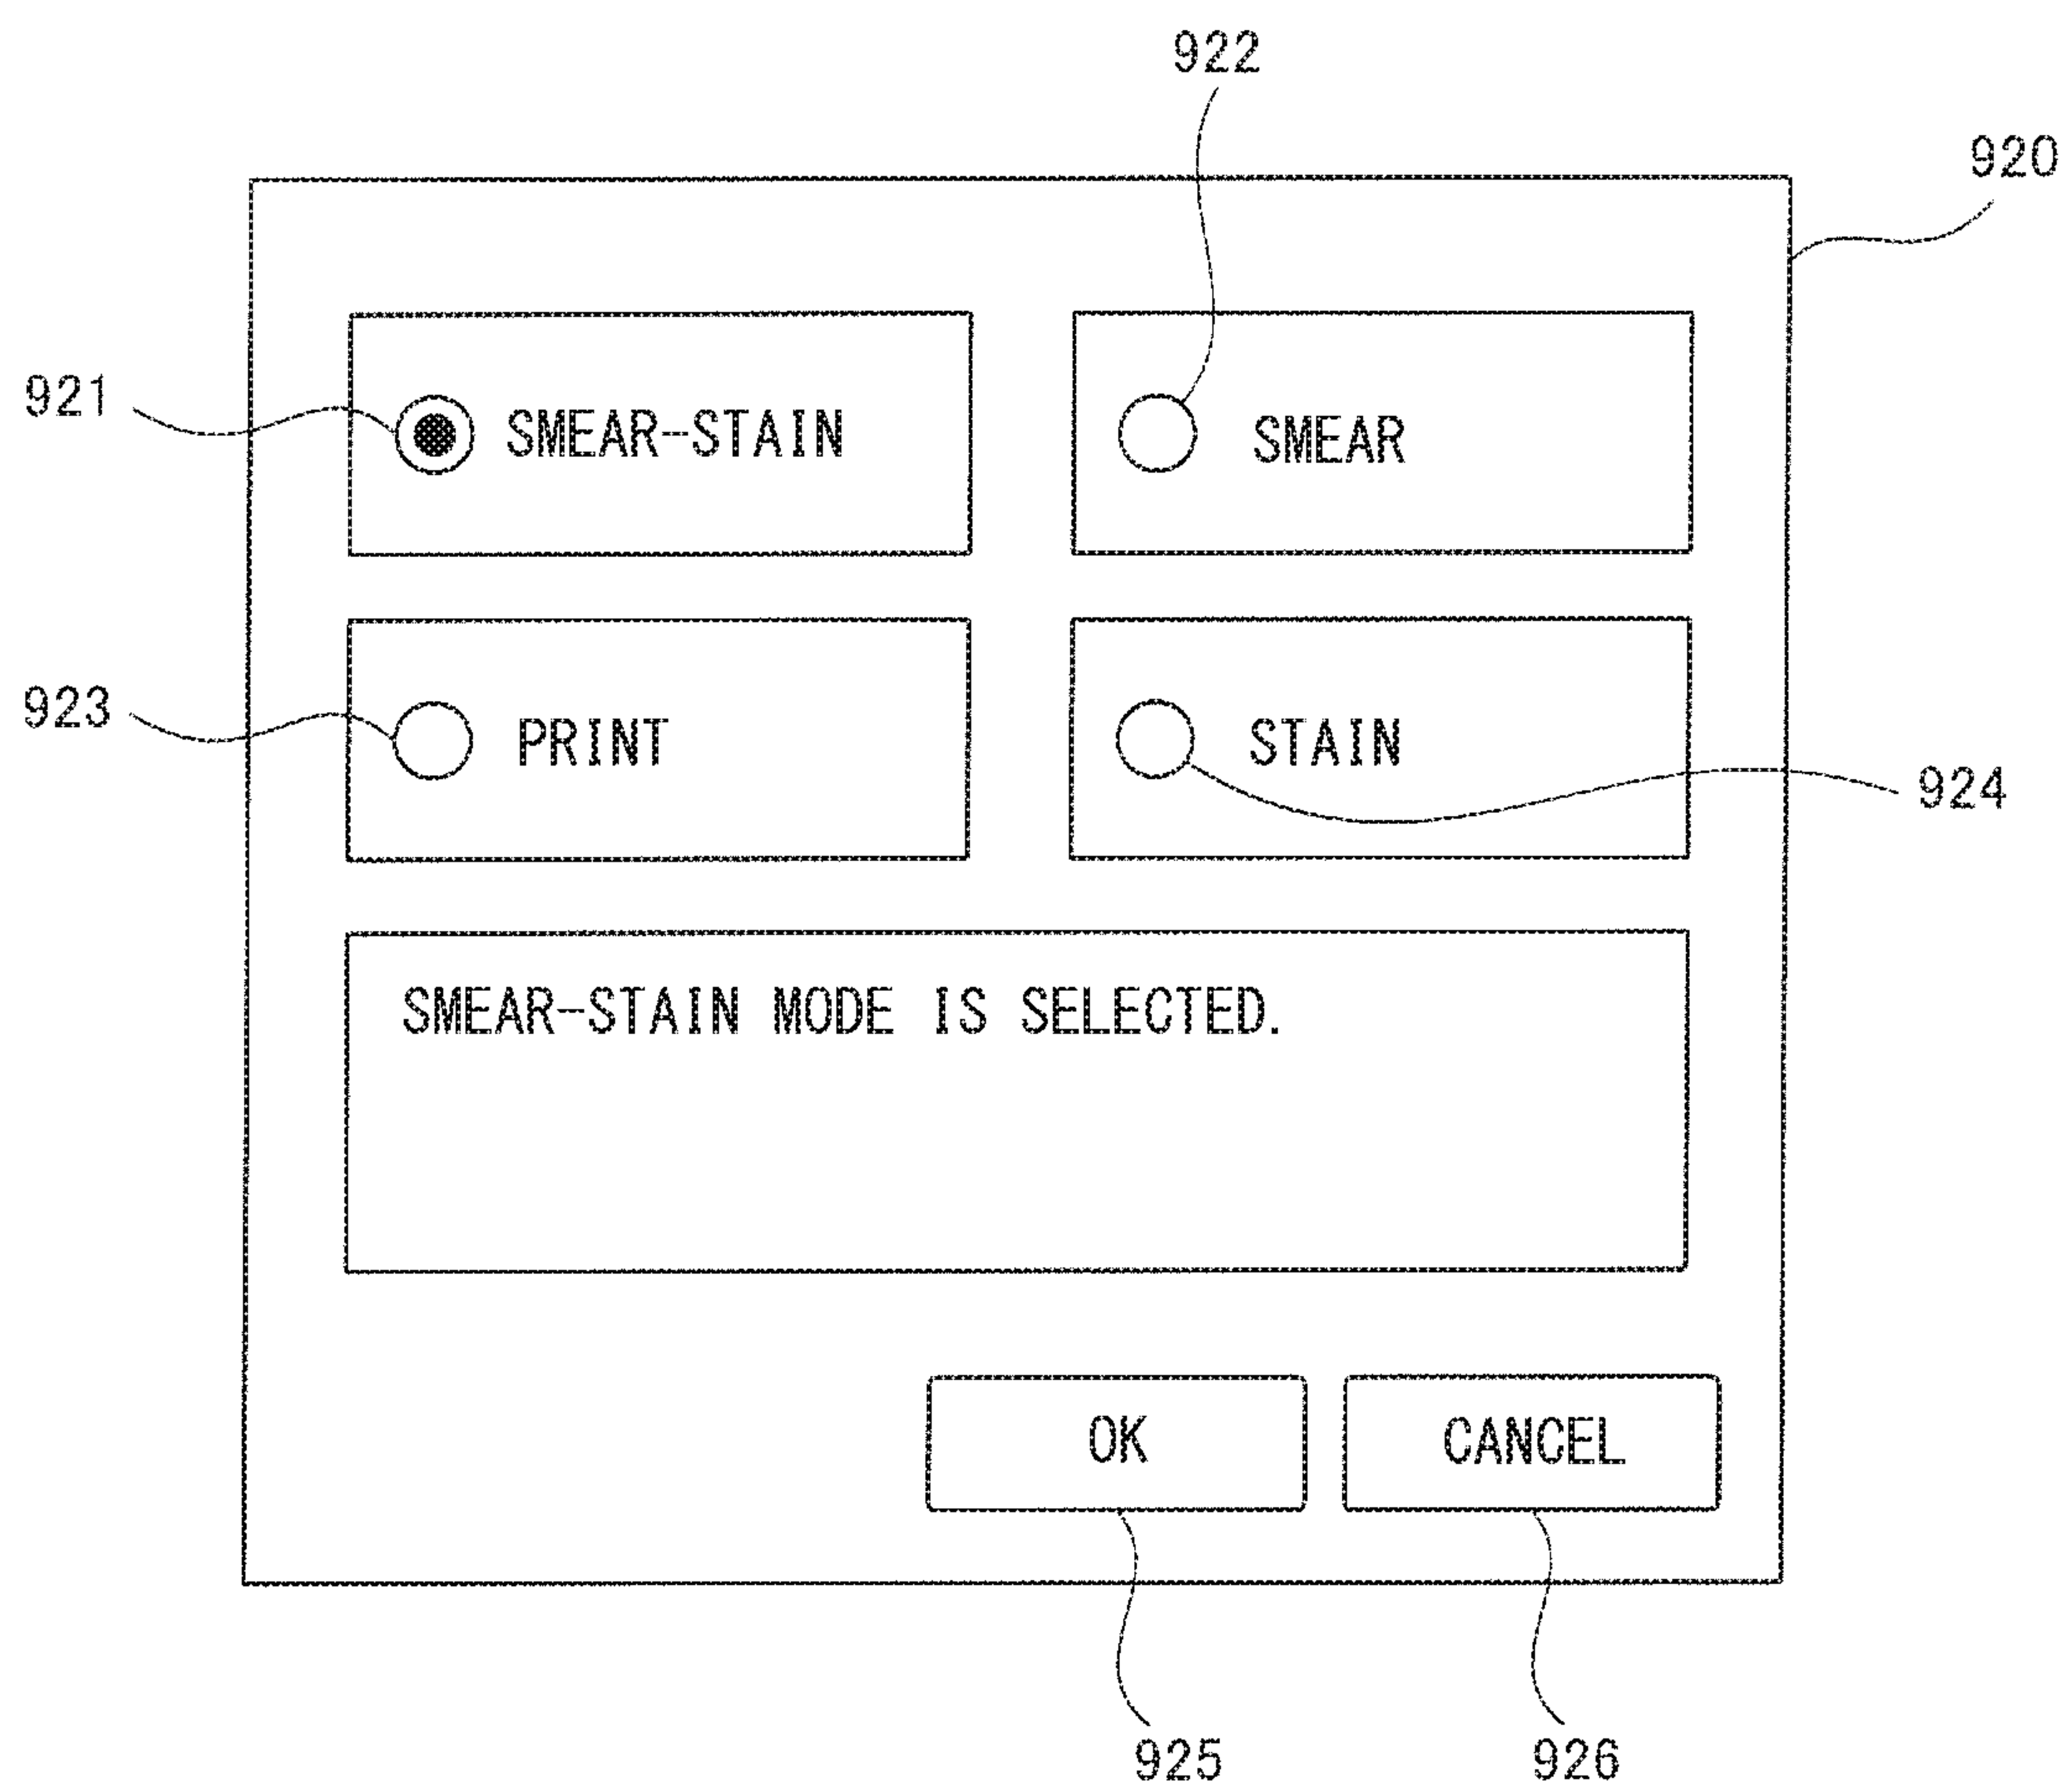 922
920
921
SMEAR-STAIN
SMEAR
923
PRINT
STAIN
924
SMEAR-STAIN MODE IS SELECTED.
OK
CANCEL
925
926